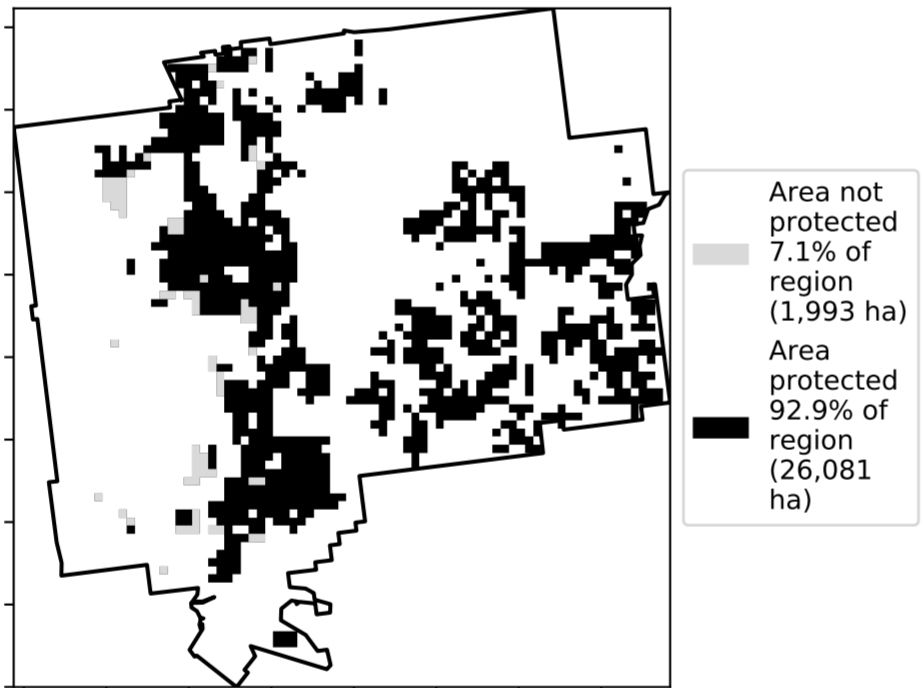 Area not
protected
7.1% of
region
(1,993 ha)
Area
protected
92.9% of
region
(26,081
ha)